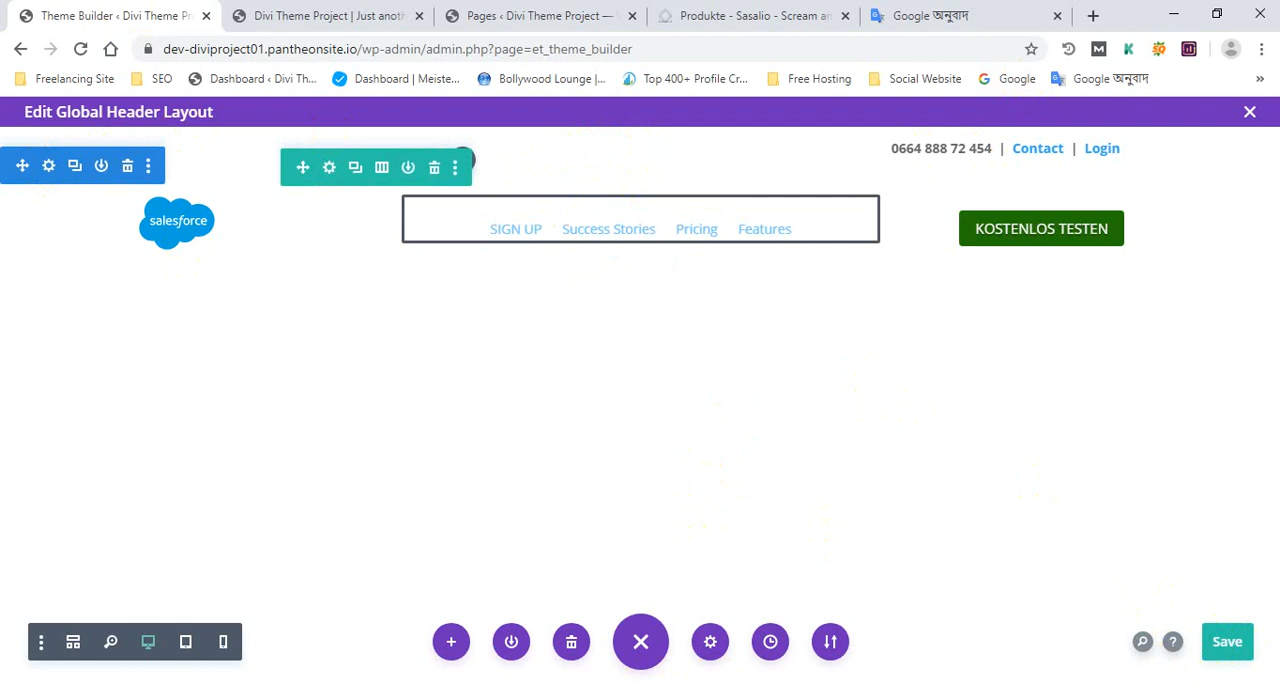 Theme Builder ‹ Divi Theme Pr
Divi Theme Project | Just anoth
Pages ‹ Divi Theme Project —
Produkte - Sasalio - Scream an
Google অনুবাদ
dev-diviproject01.pantheonsite.io/wp-admin/admin.php?page=et_theme_builder
Freelancing Site
SEO
Dashboard ‹ Divi Th...
Dashboard | Meiste...
Bollywood Lounge |...
Top 400+ Profile Cr...
Free Hosting
Social Website
Google
Google অনুবাদ
»
Edit Global Header Layout
0664 888 72 454 | Contact | Login
salesforce
SIGN UP Success Stories Pricing Features
KOSTENLOS TESTEN
Save